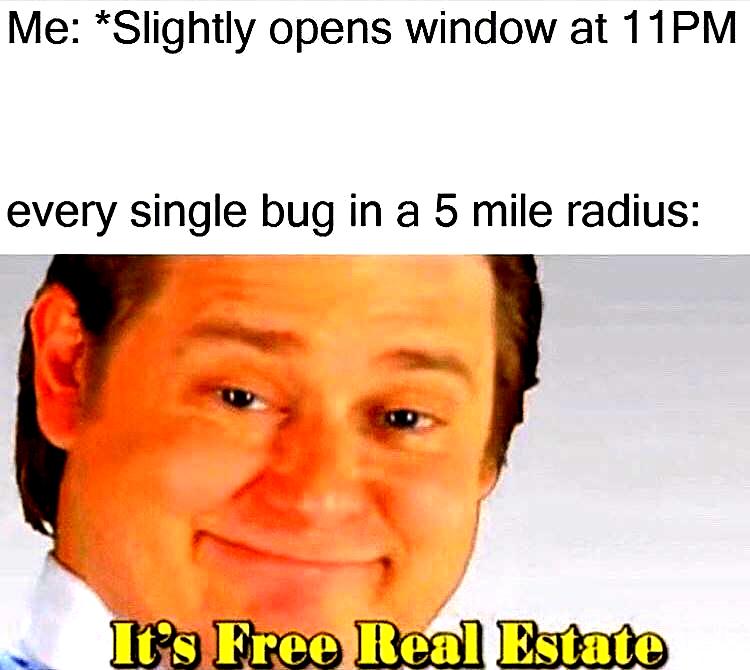 Me: *Slightly opens window at 11PM
every single bug in a 5 mile radius:
It's Free Real Estate